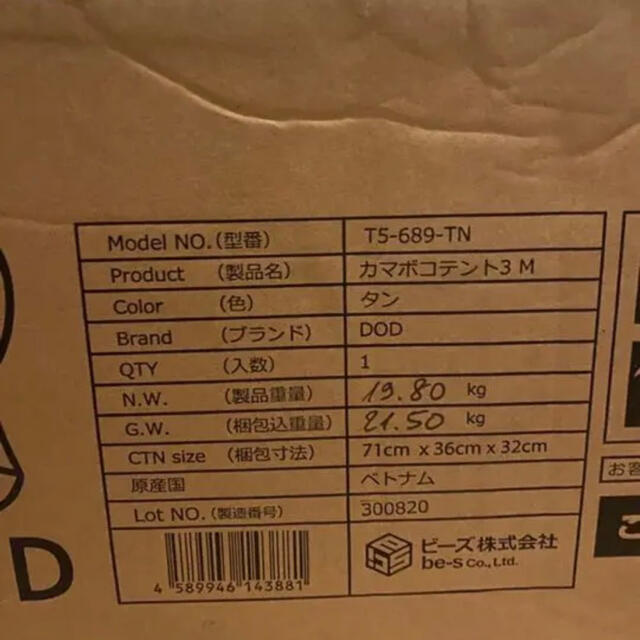 Model NO.(型番) T5-689-TN
Product (製品名) カマボコテント3 M
Color (色) タン
Brand (ブランド) DOD
QTY (入数) 1
N.W. (製品重量) 19.80 kg
G.W. (梱包込重量) 21.50 kg
CTN size (梱包寸法) 71cm x 36cm x 32cm
原産国 ベトナム
Lot NO. (製造番号) 300820
4 589946 143881
ビーズ株式会社
be-s Co., Ltd.
D
お客